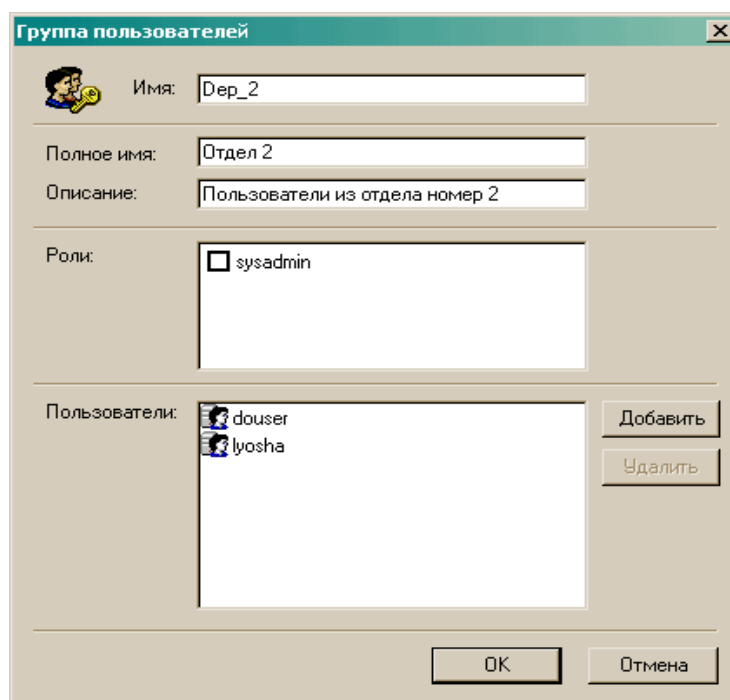 Группа пользователей
Имя: Dep_2
Полное имя: Отдел 2
Описание: Пользователи из отдела номер 2
Роли: sysadmin
Пользователи: douser Добавить
lyosha
Удалить
OK Отмена